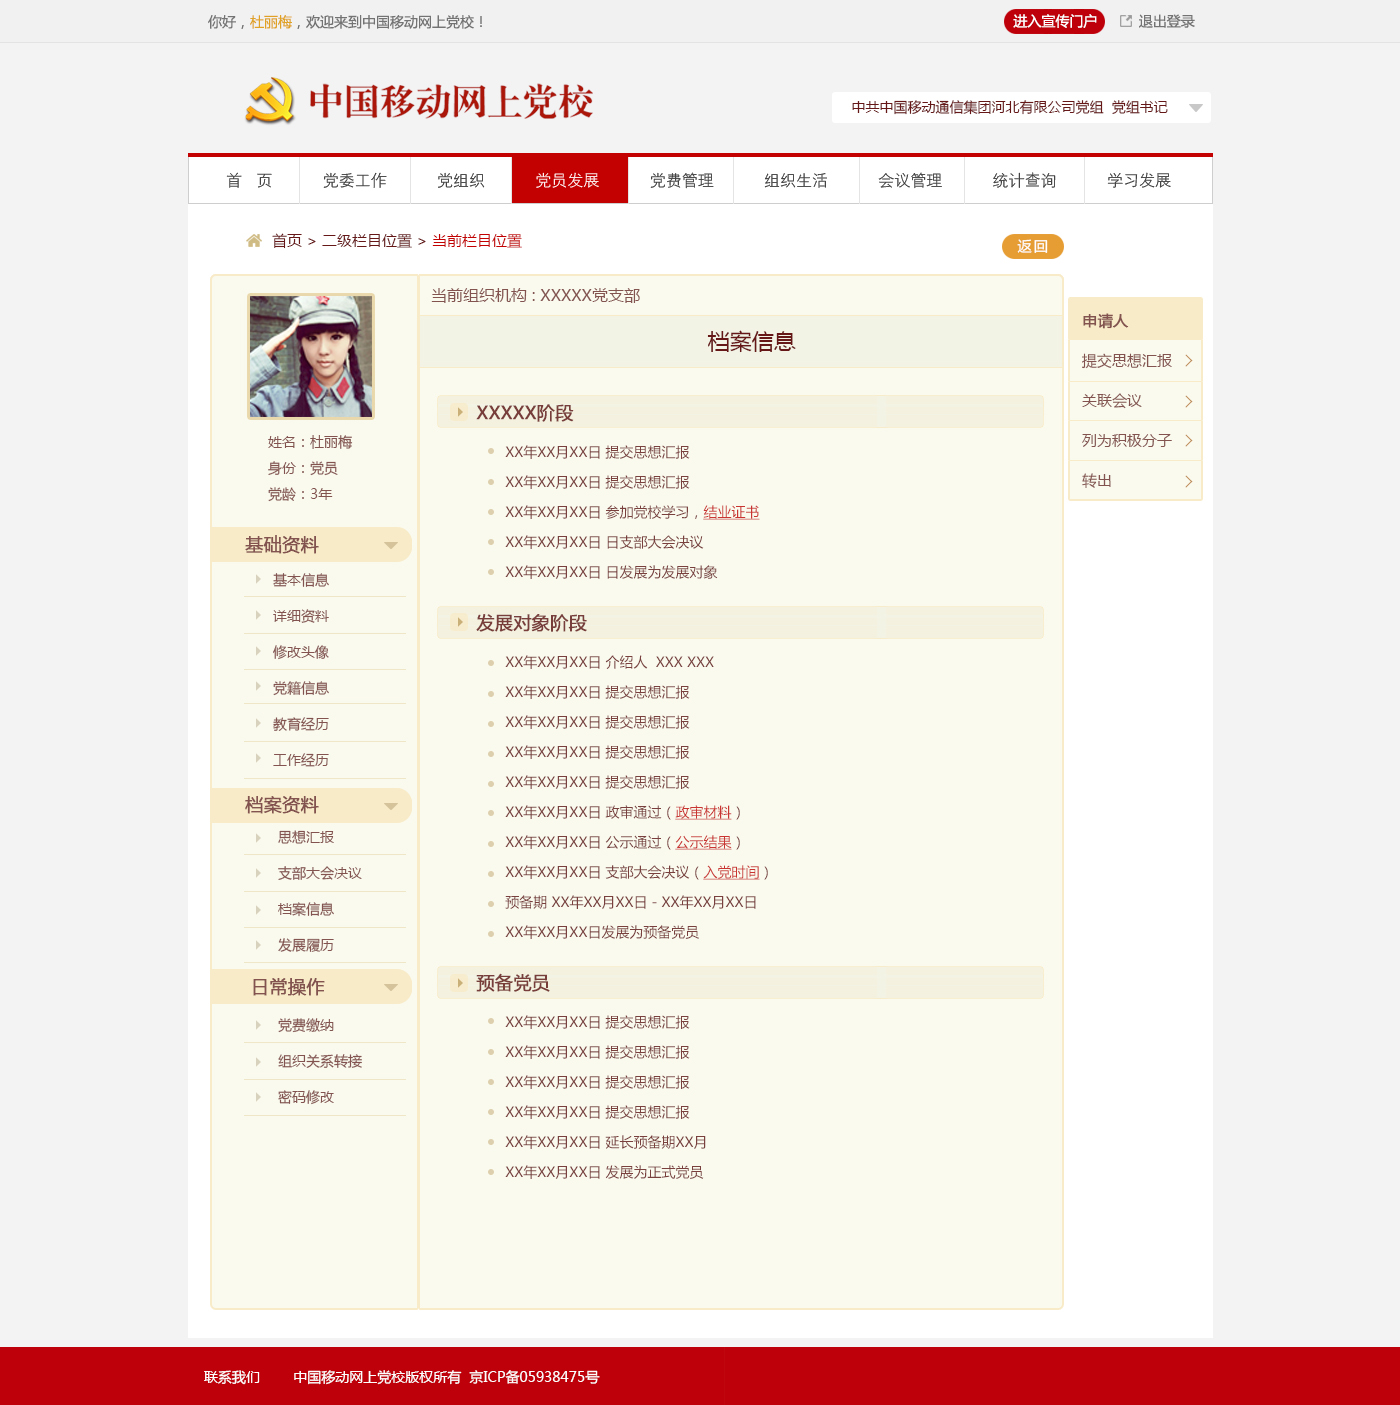 你好，杜丽梅，欢迎来到中国移动网上党校！
进入宣传门户
退出登录
中国移动网上党校
中共中国移动通信集团河北有限公司党组 党组书记
首 页
党委工作
党组织
党员发展
党费管理
组织生活
会议管理
统计查询
学习发展
首页 > 二级栏目位置 > 当前栏目位置
返回
姓名：杜丽梅
身份：党员
党龄：3年
基础资料
基本信息
详细资料
修改头像
党籍信息
教育经历
工作经历
档案资料
思想汇报
支部大会决议
档案信息
发展履历
日常操作
党费缴纳
组织关系转接
密码修改
当前组织机构：XXXXX党支部
档案信息
XXXXX阶段
XX年XX月XX日 提交思想汇报
XX年XX月XX日 提交思想汇报
XX年XX月XX日 参加党校学习，结业证书
XX年XX月XX日 日支部大会决议
XX年XX月XX日 日发展为发展对象
发展对象阶段
XX年XX月XX日 介绍人 XXX XXX
XX年XX月XX日 提交思想汇报
XX年XX月XX日 提交思想汇报
XX年XX月XX日 提交思想汇报
XX年XX月XX日 提交思想汇报
XX年XX月XX日 政审通过（政审材料）
XX年XX月XX日 公示通过（公示结果）
XX年XX月XX日 支部大会决议（入党时间）
预备期 XX年XX月XX日 - XX年XX月XX日
XX年XX月XX日发展为预备党员
预备党员
XX年XX月XX日 提交思想汇报
XX年XX月XX日 提交思想汇报
XX年XX月XX日 提交思想汇报
XX年XX月XX日 提交思想汇报
XX年XX月XX日 延长预备期XX月
XX年XX月XX日 发展为正式党员
申请人
提交思想汇报
关联会议
列为积极分子
转出
联系我们
中国移动网上党校版权所有 京ICP备05938475号